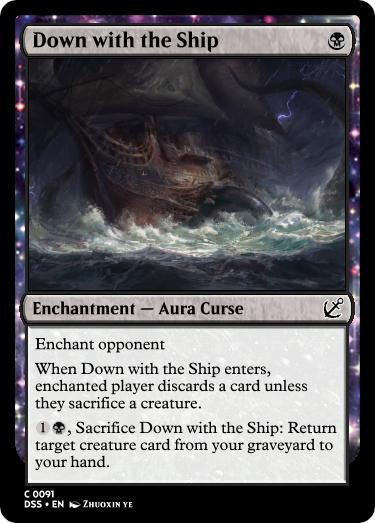 Down with the Ship
Enchantment — Aura Curse
Enchant opponent
When Down with the Ship enters,
enchanted player discards a card unless
they sacrifice a creature.
1, Sacrifice Down with the Ship: Return
target creature card from your graveyard to
your hand.
C 0091
DSS • EN Zhuoxin Ye